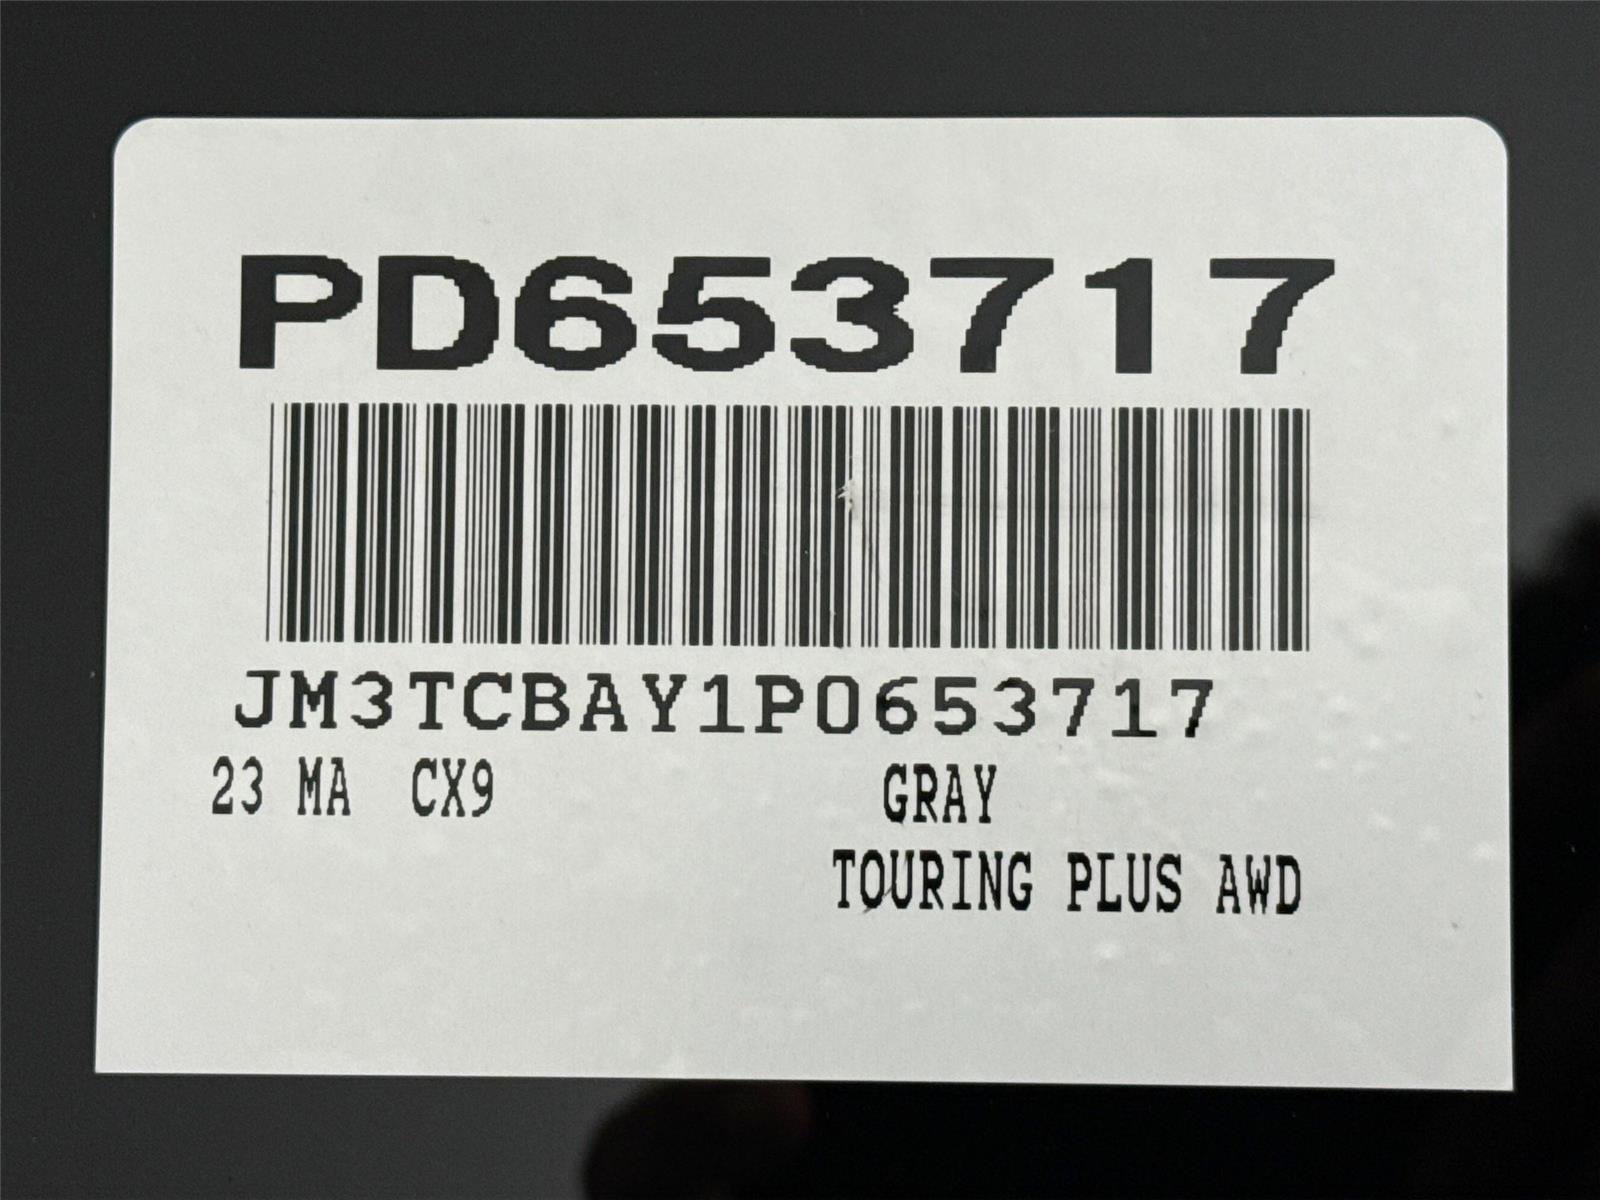 PD653717
JM3TCBAY1P0653717
23 MA CX9 GRAY
TOURING PLUS AWD